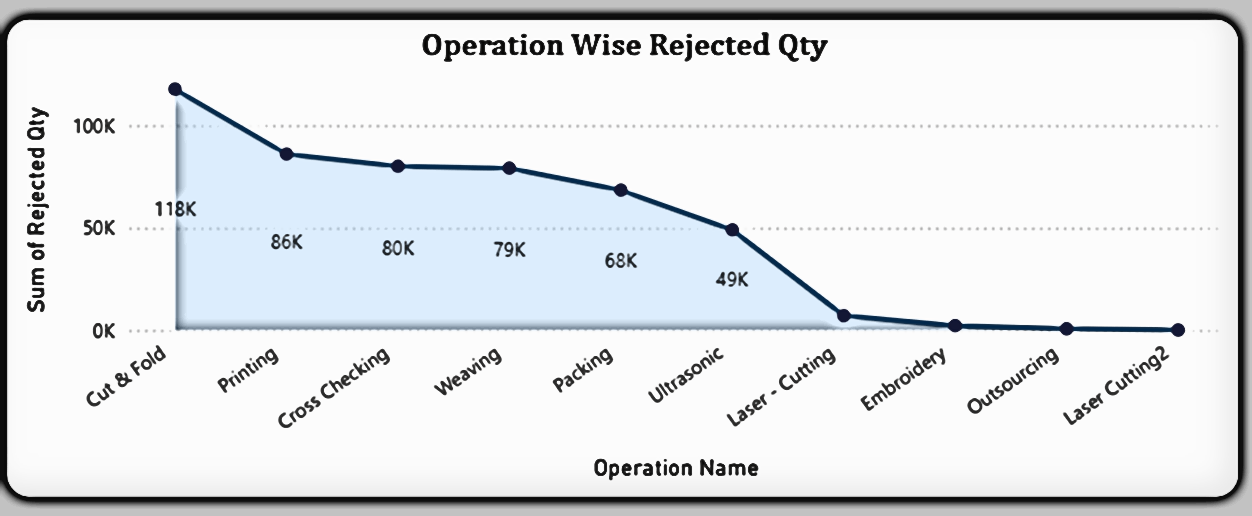 Operation Wise Rejected Qty
Sum of Rejected Qty
100K
50K
0K
118K
86K
80K
79K
68K
49K
Cut & Fold
Printing
Cross Checking
Weaving
Packing
Ultrasonic
Laser - Cutting
Embroidery
Outsourcing
Laser Cutting2
Operation Name